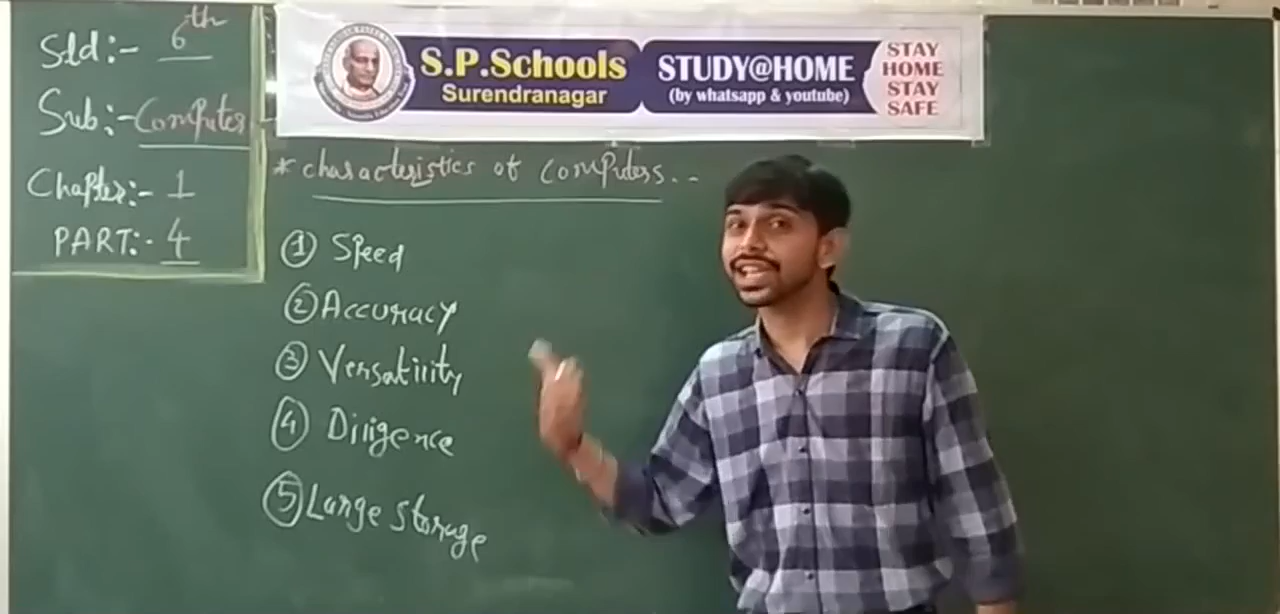 Std:- 6th
Sub:- Computer
Chapter:- 1
PART:- 4
S.P.Schools
Surendranagar
STUDY@HOME
(by whatsapp & youtube)
STAY
HOME
STAY
SAFE
* characteristics of computers..
① Speed
② Accuracy
③ Versatility
④ Diligence
⑤ Large storage